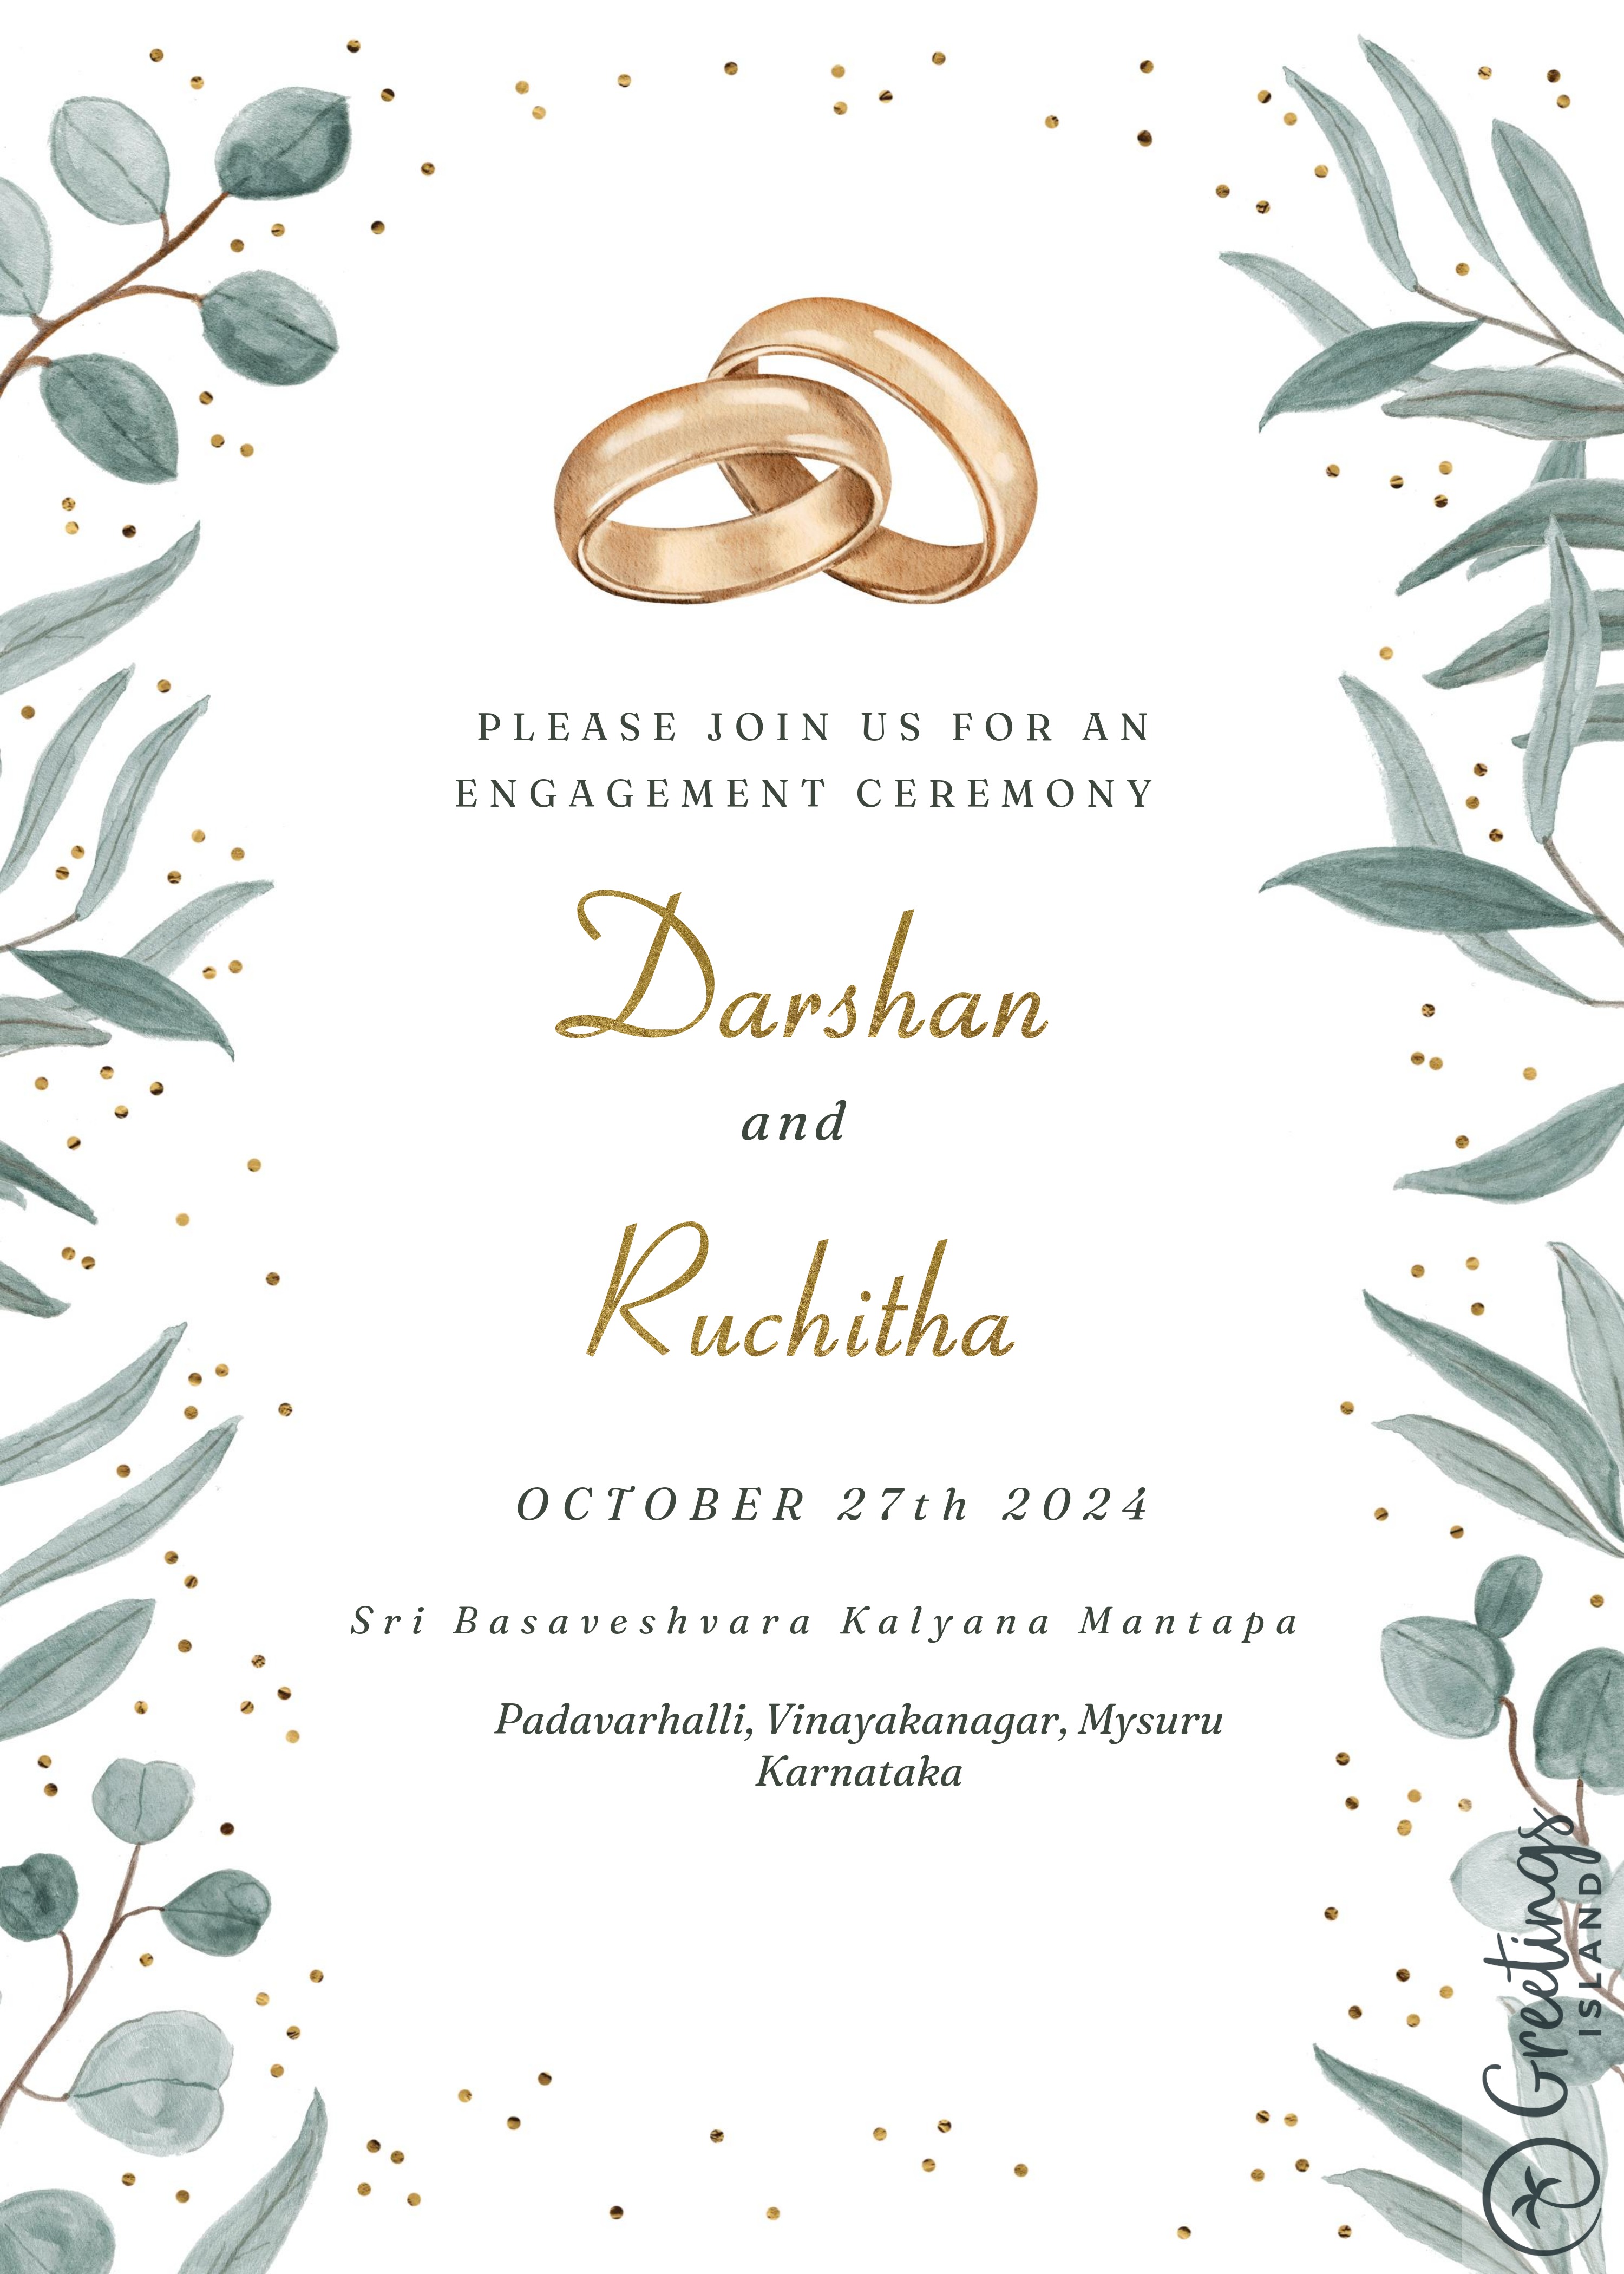 PLEASE JOIN US FOR AN
ENGAGEMENT CEREMONY
Darshan
and
Ruchitha
OCTOBER 27th 2024
Sri Basaveshvara Kalyana Mantapa
Padavarhalli, Vinayakanagar, Mysuru
Karnataka
Greetings
ISLAND